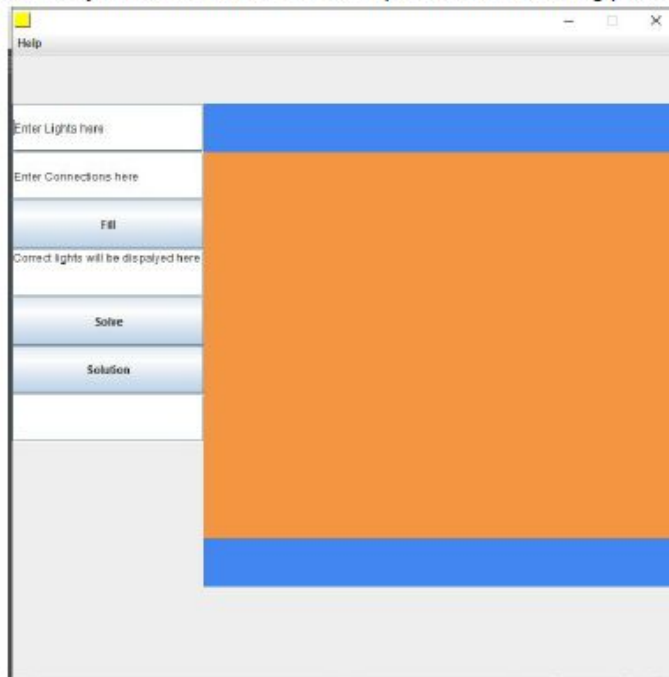 Help
Enter Lights here
Enter Connections here
Fill
Correct lights will be dispalyed here
Solve
Solution